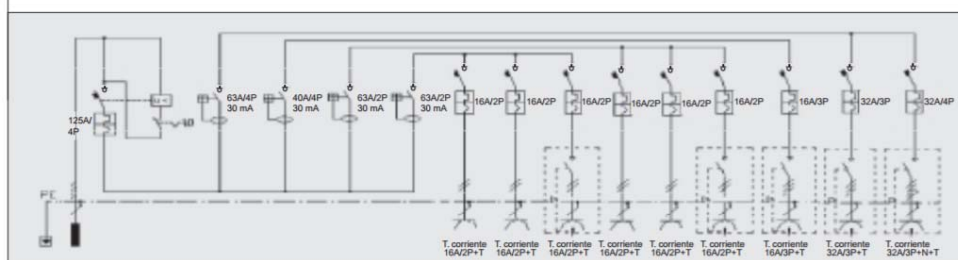 125A/
4P
63A/4P
30 mA
40A/4P
30 mA
63A/2P
30 mA
63A/2P
30 mA
16A/2P
16A/2P
16A/2P
16A/2P
16A/2P
16A/2P
16A/3P
32A/3P
32A/4P
PE
T. corriente
16A/2P+T
T. corriente
16A/2P+T
T. corriente
16A/2P+T
T. corriente
16A/2P+T
T. corriente
16A/2P+T
T. corriente
16A/2P+T
T. corriente
16A/3P+T
T. corriente
32A/3P+T
T. corriente
32A/3P+N+T